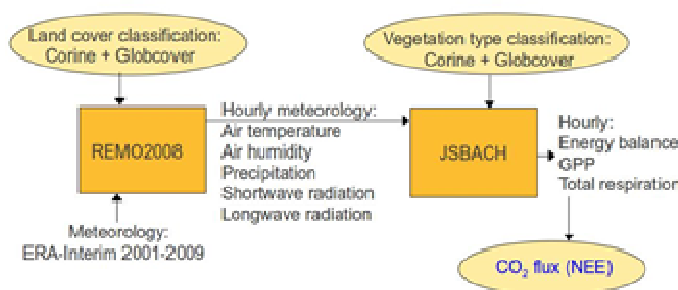 Land cover classification:
Corine + Globcover
Vegetation type classification:
Corine + Globcover
REMO2008
Hourly meteorology:
Air temperature
Air humidity
Precipitation
Shortwave radiation
Longwave radiation
JSBACH
Hourly:
Energy balance
GPP
Total respiration
Meteorology:
ERA-Interim 2001-2009
CO₂ flux (NEE)